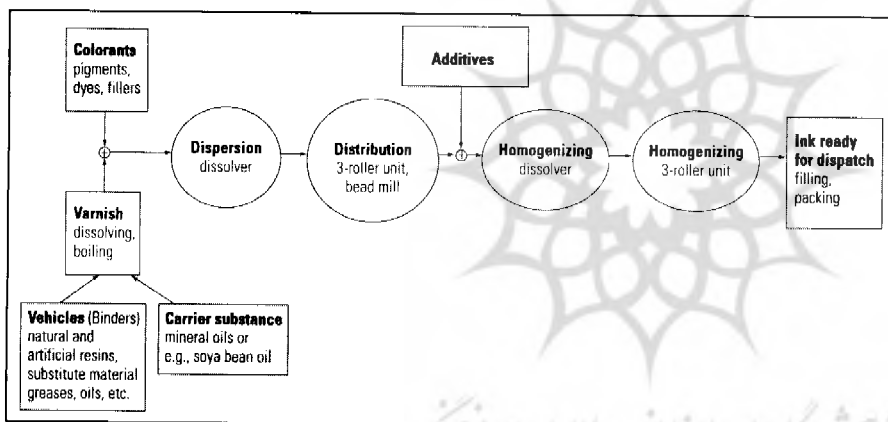 Colorants
pigments,
dyes, fillers
Additives
Dispersion
dissolver
Distribution
3-roller unit,
bead mill
Homogenizing
dissolver
Homogenizing
3-roller unit
Ink ready
for dispatch
filling,
packing
Varnish
dissolving,
boiling
Vehicles (Binders)
natural and
artificial resins,
substitute material
greases, oils, etc.
Carrier substance
mineral oils or
e.g., soya bean oil